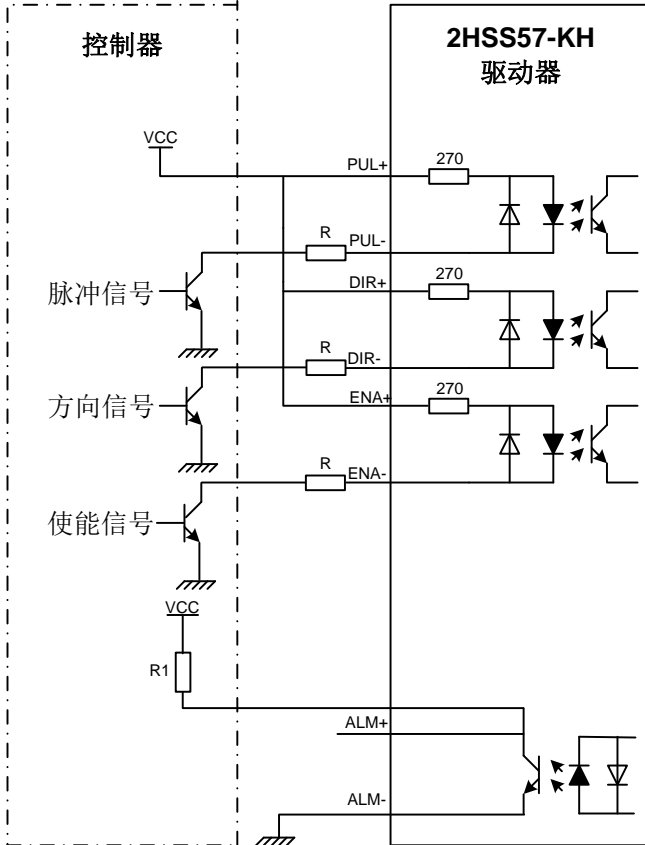 控制器
2HSS57-KH
驱动器
VCC
PUL+
270
R
PUL-
脉冲信号
DIR+
270
R
DIR-
方向信号
ENA+
270
R
ENA-
使能信号
VCC
R1
ALM+
ALM-